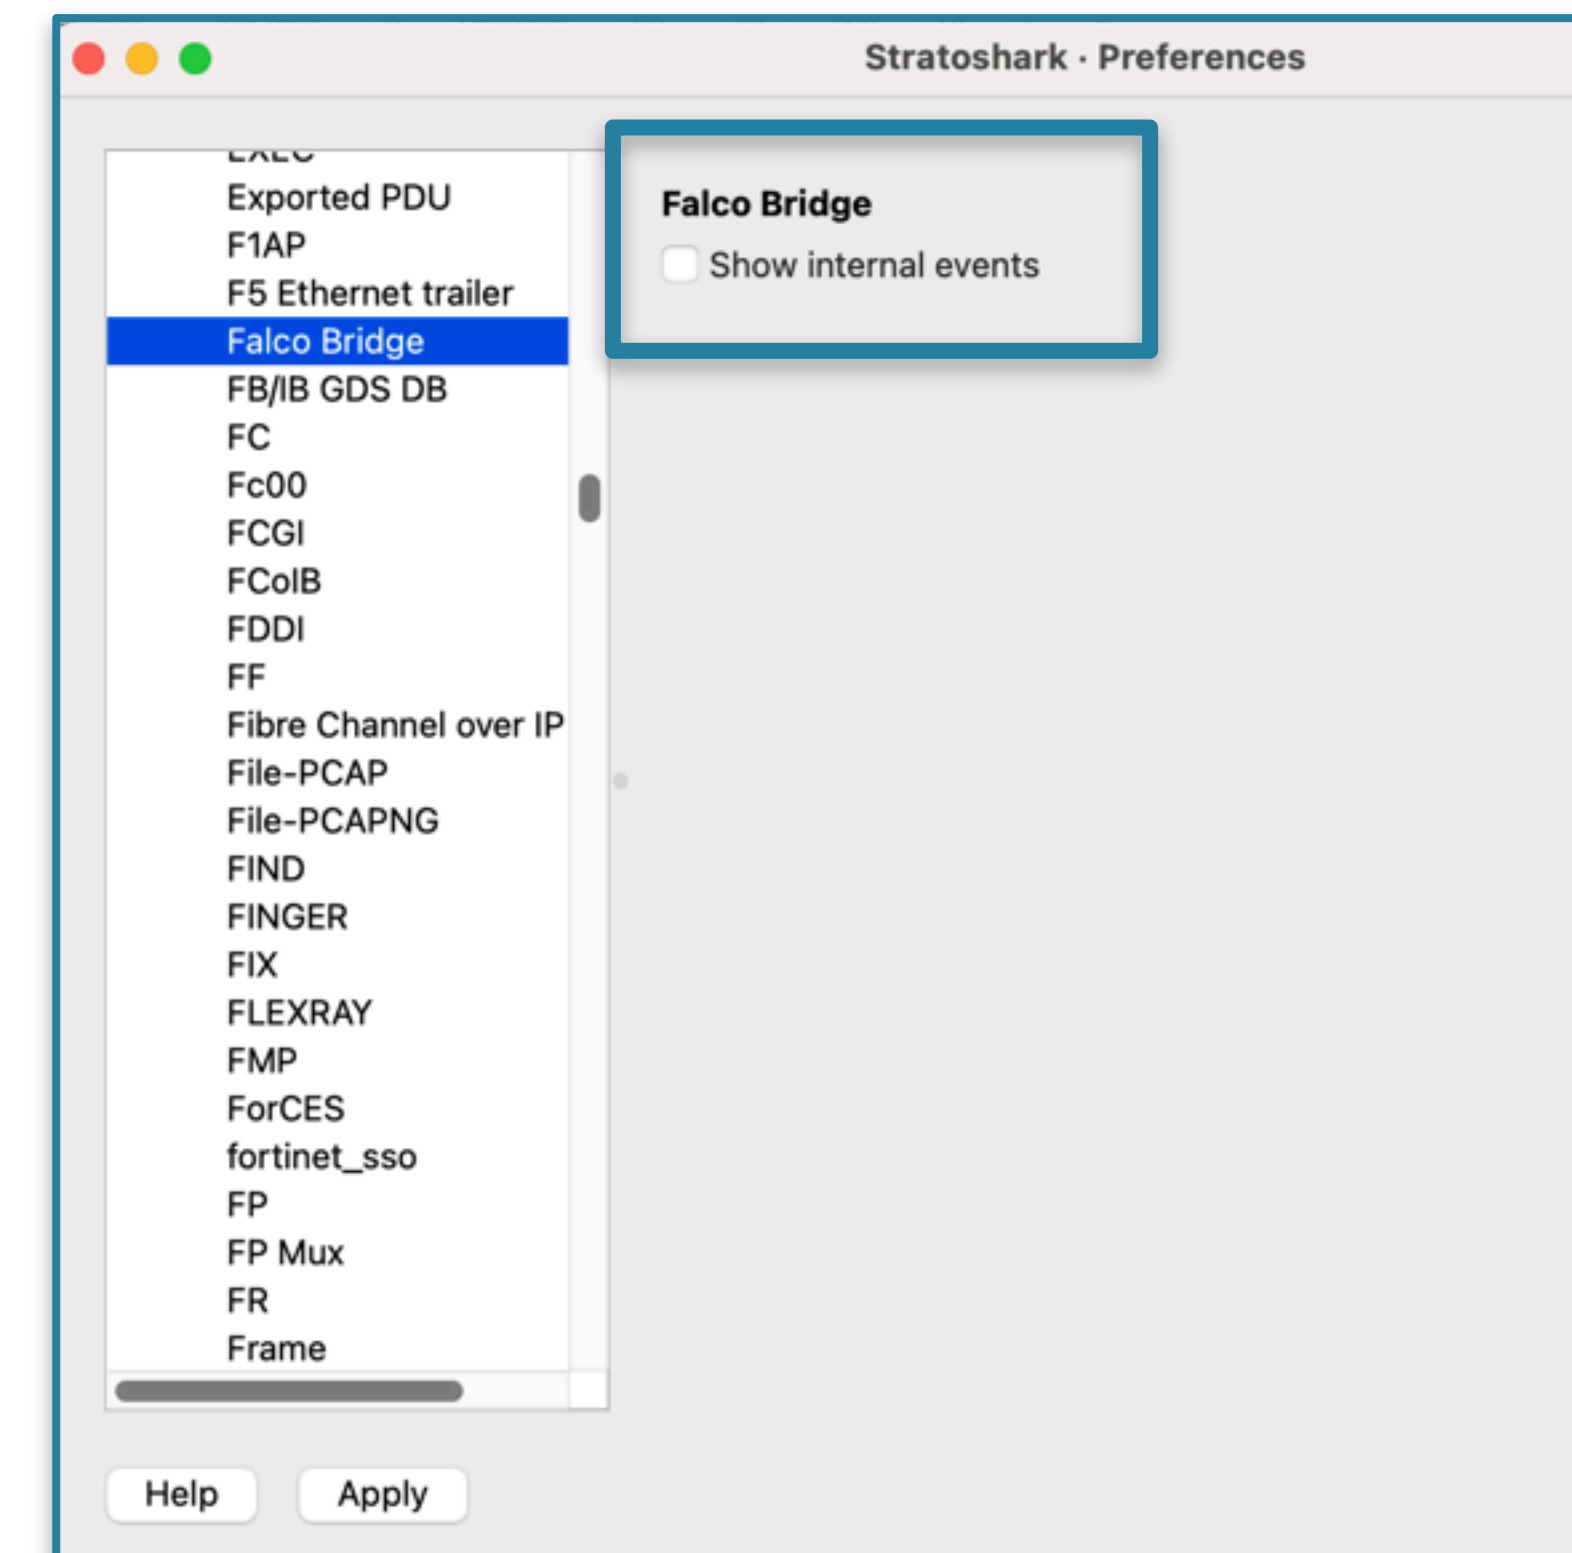 Stratoshark · Preferences
EXEC
Exported PDU
F1AP
F5 Ethernet trailer
Falco Bridge
FB/IB GDS DB
FC
Fc00
FCGI
FCoIB
FDDI
FF
Fibre Channel over IP
File-PCAP
File-PCAPNG
FIND
FINGER
FIX
FLEXRAY
FMP
ForCES
fortinet_sso
FP
FP Mux
FR
Frame
Falco Bridge
Show internal events
Help
Apply